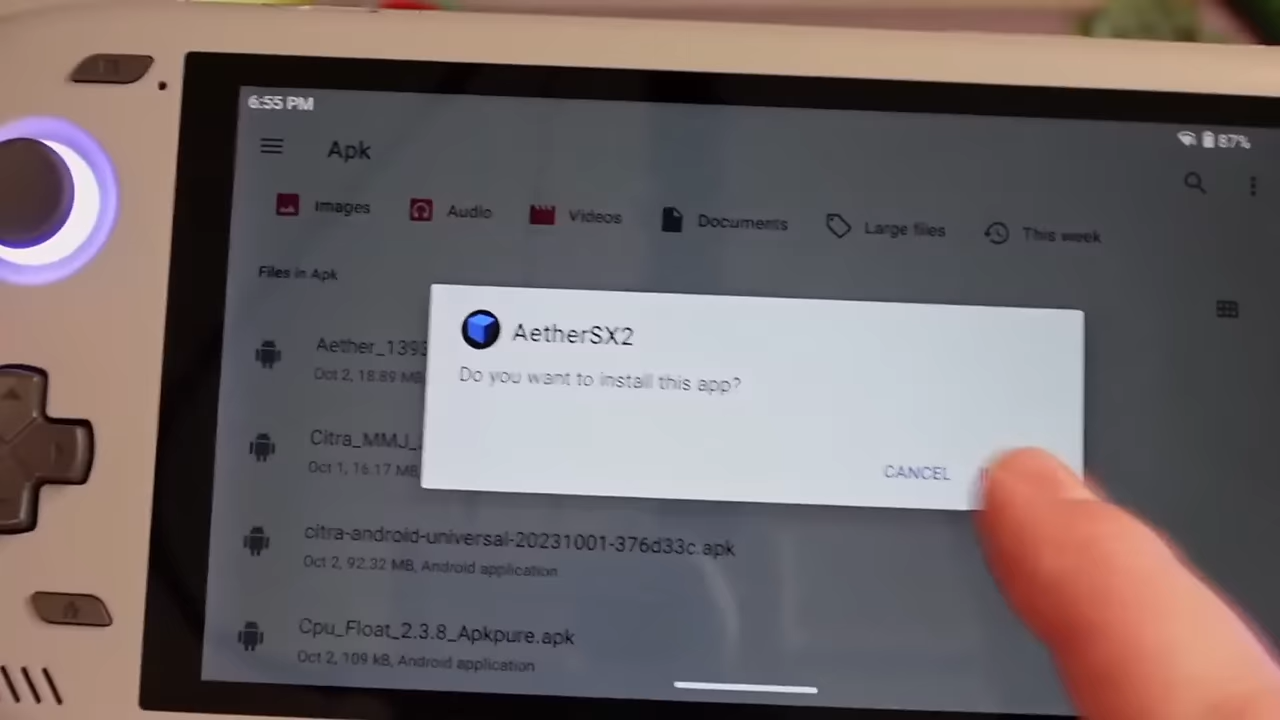 6:55 PM
87%
Apk
Images
Audio
Videos
Documents
Large files
This week
Files in Apk
AetherSX2
Do you want to install this app?
CANCEL
Aether_139
Oct 2, 18.89 MB
Citra_MMJ_
Oct 1, 16.17 MB
citra-android-universal-20231001-376d33c.apk
Oct 2, 92.32 MB, Android application
Cpu_Float_2.3.8_Apkpure.apk
Oct 2, 109 kB, Android application